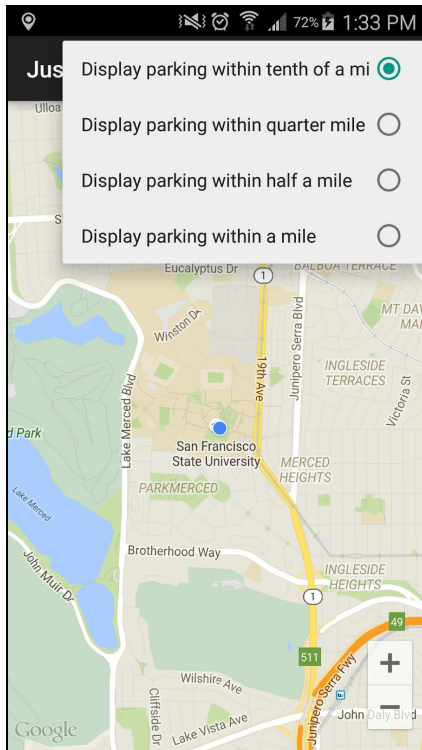 72% 1:33 PM
Jus
Display parking within tenth of a mi
Display parking within quarter mile
Display parking within half a mile
Display parking within a mile
Ulloa
S
Eucalyptus Dr
1
BALBOA TERRACE
Winston Dr
Junipero Serra Blvd
MT DAV
MA
19th Ave
INGLESIDE
TERRACES
Victoria St
Lake Merced Blvd
d Park
San Francisco
State University
MERCED
HEIGHTS
PARKMERCED
Lake Merced
Brotherhood Way
John Muir Dr
INGLESIDE
HEIGHTS
1
49
511
Junipero Serra Fwy
+
Wilshire Ave
Cliffside Dr
−
John Daly Blvd
Lake Vista Ave
Google